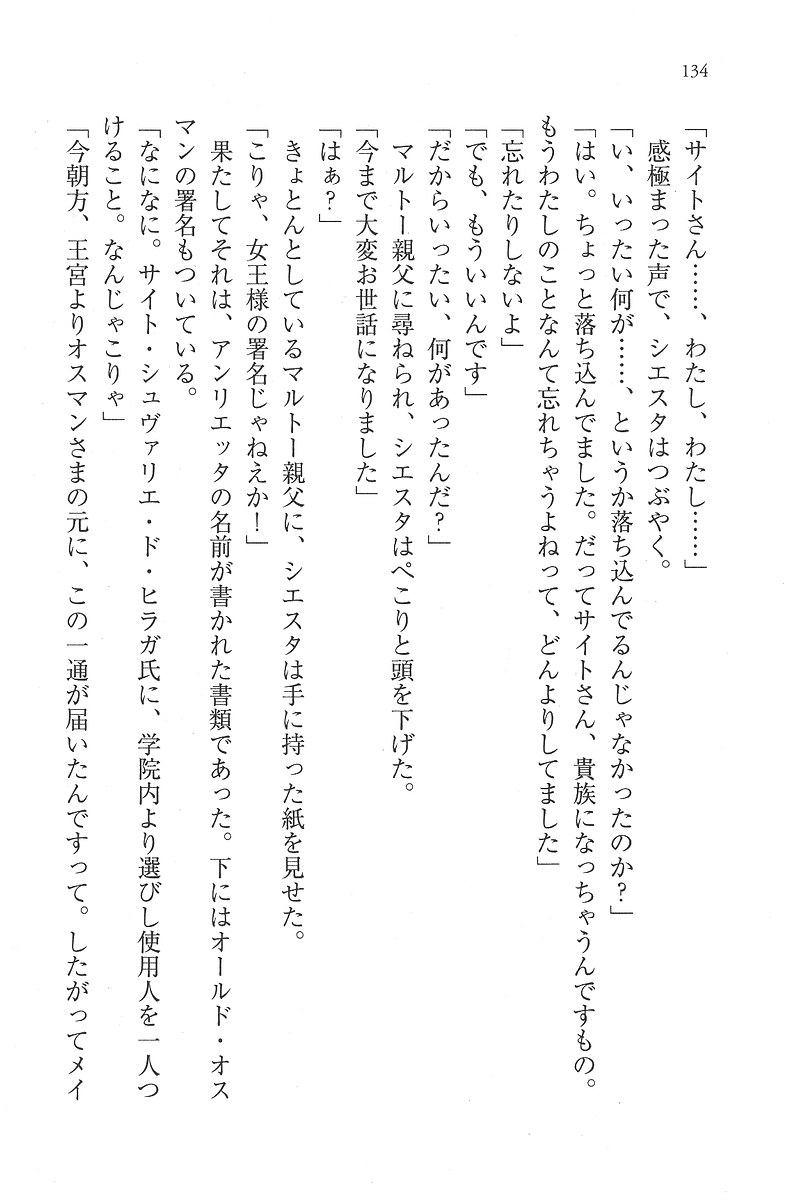 134
「サイトさん……、わたし、わたし……」
感極まった声で、シエスタはつぶやく。
「い、いったい何が……、というか落ち込んでるんじゃなかったのか？」
「はい。ちょっと落ち込んでました。だってサイトさん、貴族になっちゃうんですもの。
もうわたしのことなんて忘れちゃうよねって、どんよりしてました」
「忘れたりしないよ」
「でも、もういいんです」
「だからいったい、何があったんだ？」
マルトー親父に尋ねられ、シエスタはぺこりと頭を下げた。
「今まで大変お世話になりました」
「はぁ？」
きょとんとしているマルトー親父に、シエスタは手に持った紙を見せた。
「こりゃ、女王様の署名じゃねえか！」
果たしてそれは、アンリエッタの名前が書かれた書類であった。下にはオールド・オス
マンの署名もついている。
「なになに。サイト・シュヴァリエ・ド・ヒラガ氏に、学院内より選びし使用人を一人つ
けること。なんじゃこりゃ」
「今朝方、王宮よりオスマンさまの元に、この一通が届いたんですって。したがってメイ